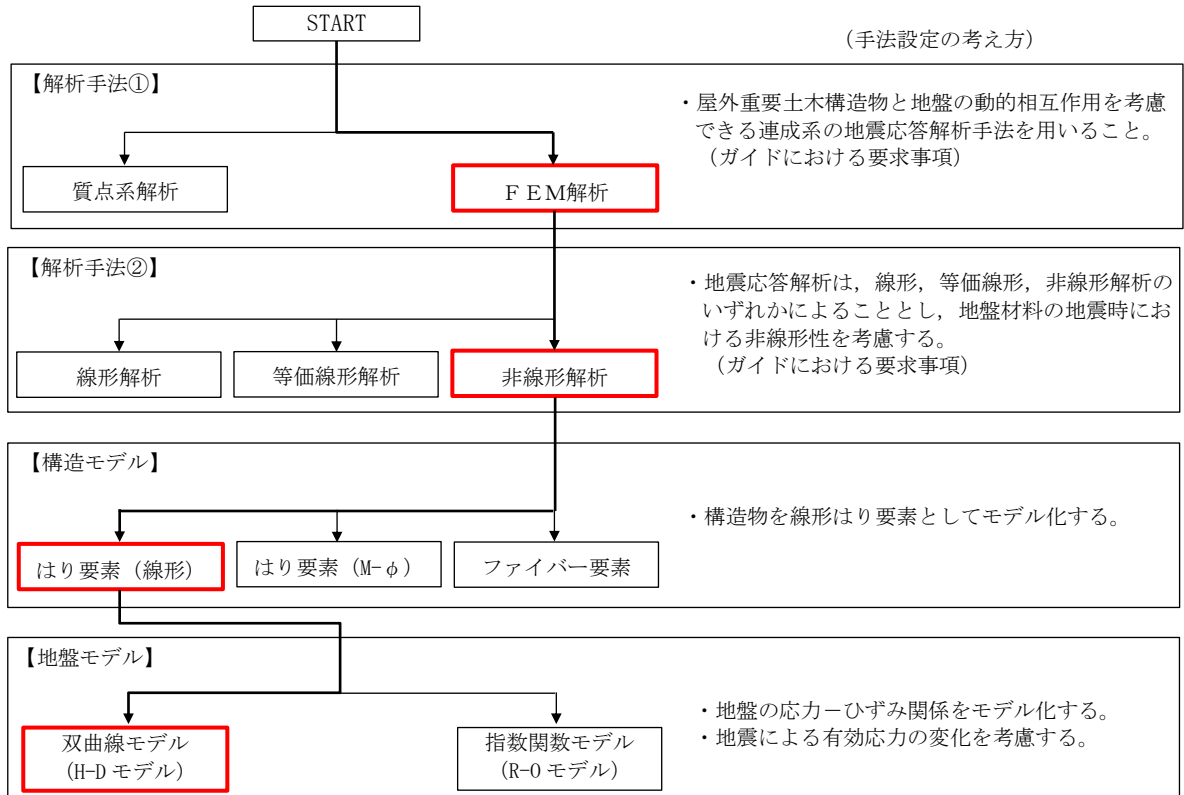 START
（手法設定の考え方）
【解析手法①】
・屋外重要土木構造物と地盤の動的相互作用を考慮
できる連成系の地震応答解析手法を用いること。
（ガイドにおける要求事項）
質点系解析
ＦＥＭ解析
【解析手法②】
・地震応答解析は，線形，等価線形，非線形解析の
いずれかによることとし，地盤材料の地震時にお
ける非線形性を考慮する。
（ガイドにおける要求事項）
線形解析
等価線形解析
非線形解析
【構造モデル】
・構造物を線形はり要素としてモデル化する。
はり要素（線形）
はり要素（M-φ）
ファイバー要素
【地盤モデル】
・地盤の応力－ひずみ関係をモデル化する。
・地震による有効応力の変化を考慮する。
双曲線モデル
(H-D モデル)
指数関数モデル
(R-O モデル)